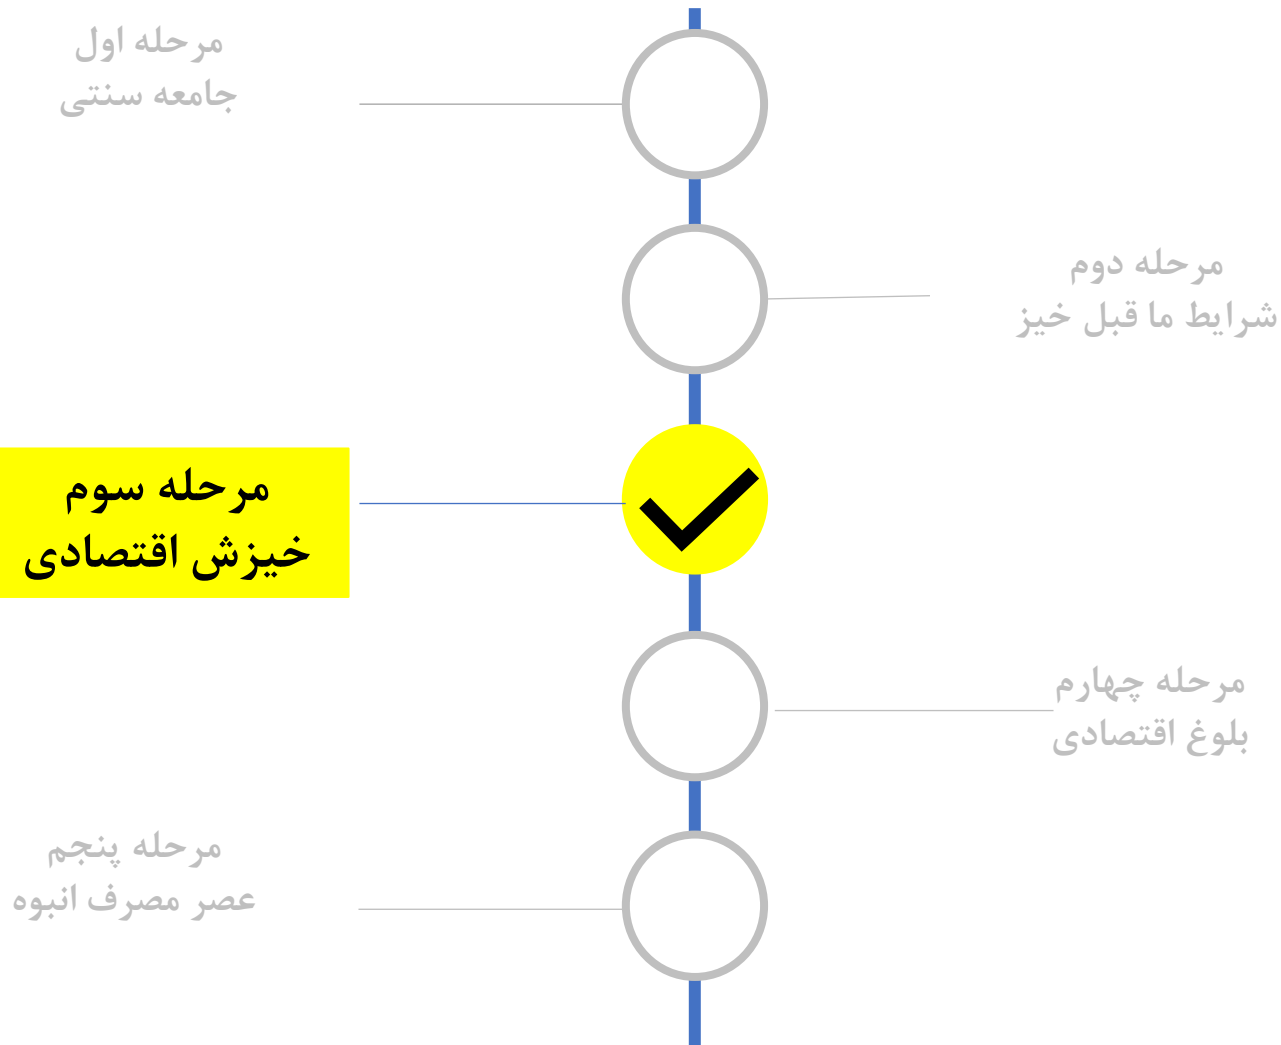 مرحله اول
جامعه سنتی
مرحله دوم
شرایط ما قبل خیز
مرحله سوم
خیزش اقتصادی
مرحله چهارم
بلوغ اقتصادی
مرحله پنجم
عصر مصرف انبوه